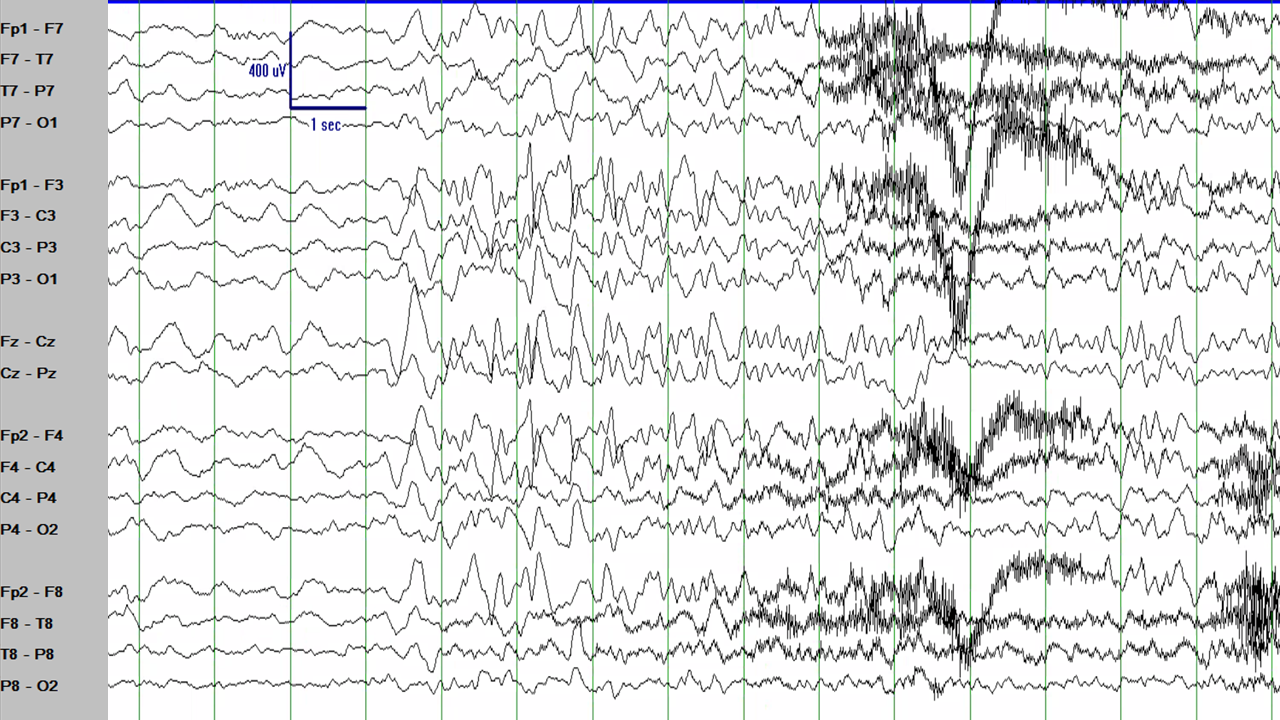 Fp1 - F7
F7 - T7
400 uV
T7 - P7
P7 - O1
1 sec
Fp1 - F3
F3 - C3
C3 - P3
P3 - O1
Fz - Cz
Cz - Pz
Fp2 - F4
F4 - C4
C4 - P4
P4 - O2
Fp2 - F8
F8 - T8
T8 - P8
P8 - O2